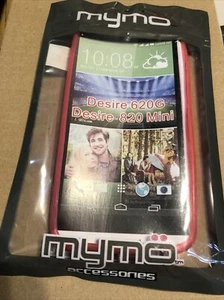 mymo
10:08
Desire 620G
Desire 820 Mini
mymo
accessories